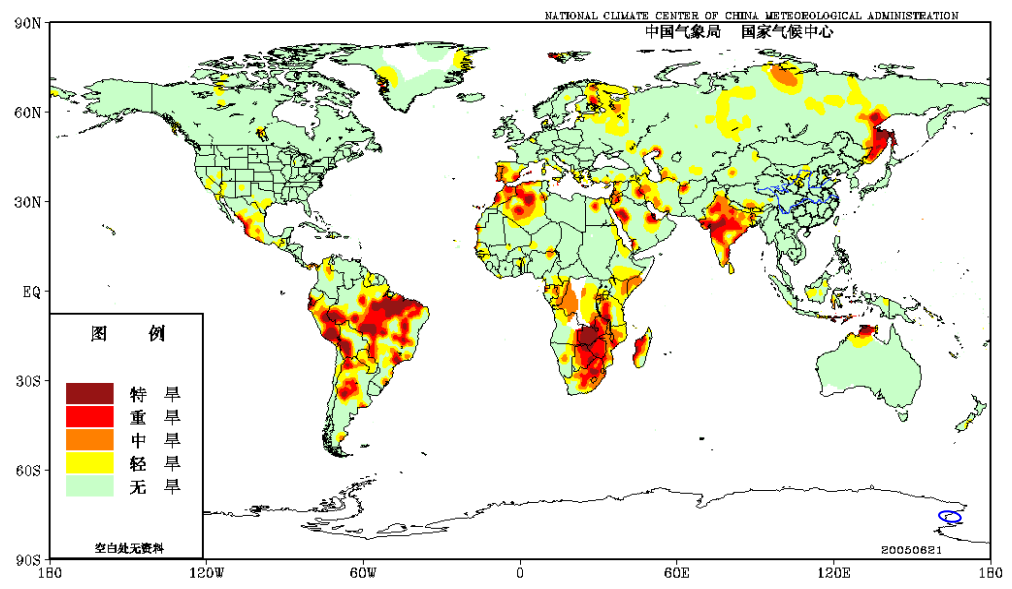 NATIONAL CLIMATE CENTER OF CHINA METEOROLOGICAL ADMINISTRATION
中国气象局 国家气候中心
90N
60N
30N
EQ
30S
60S
90S
图 例
特 旱
重 旱
中 旱
轻 旱
无 旱
空白处无资料
20050621
180 120W 60W 0 60E 120E 180